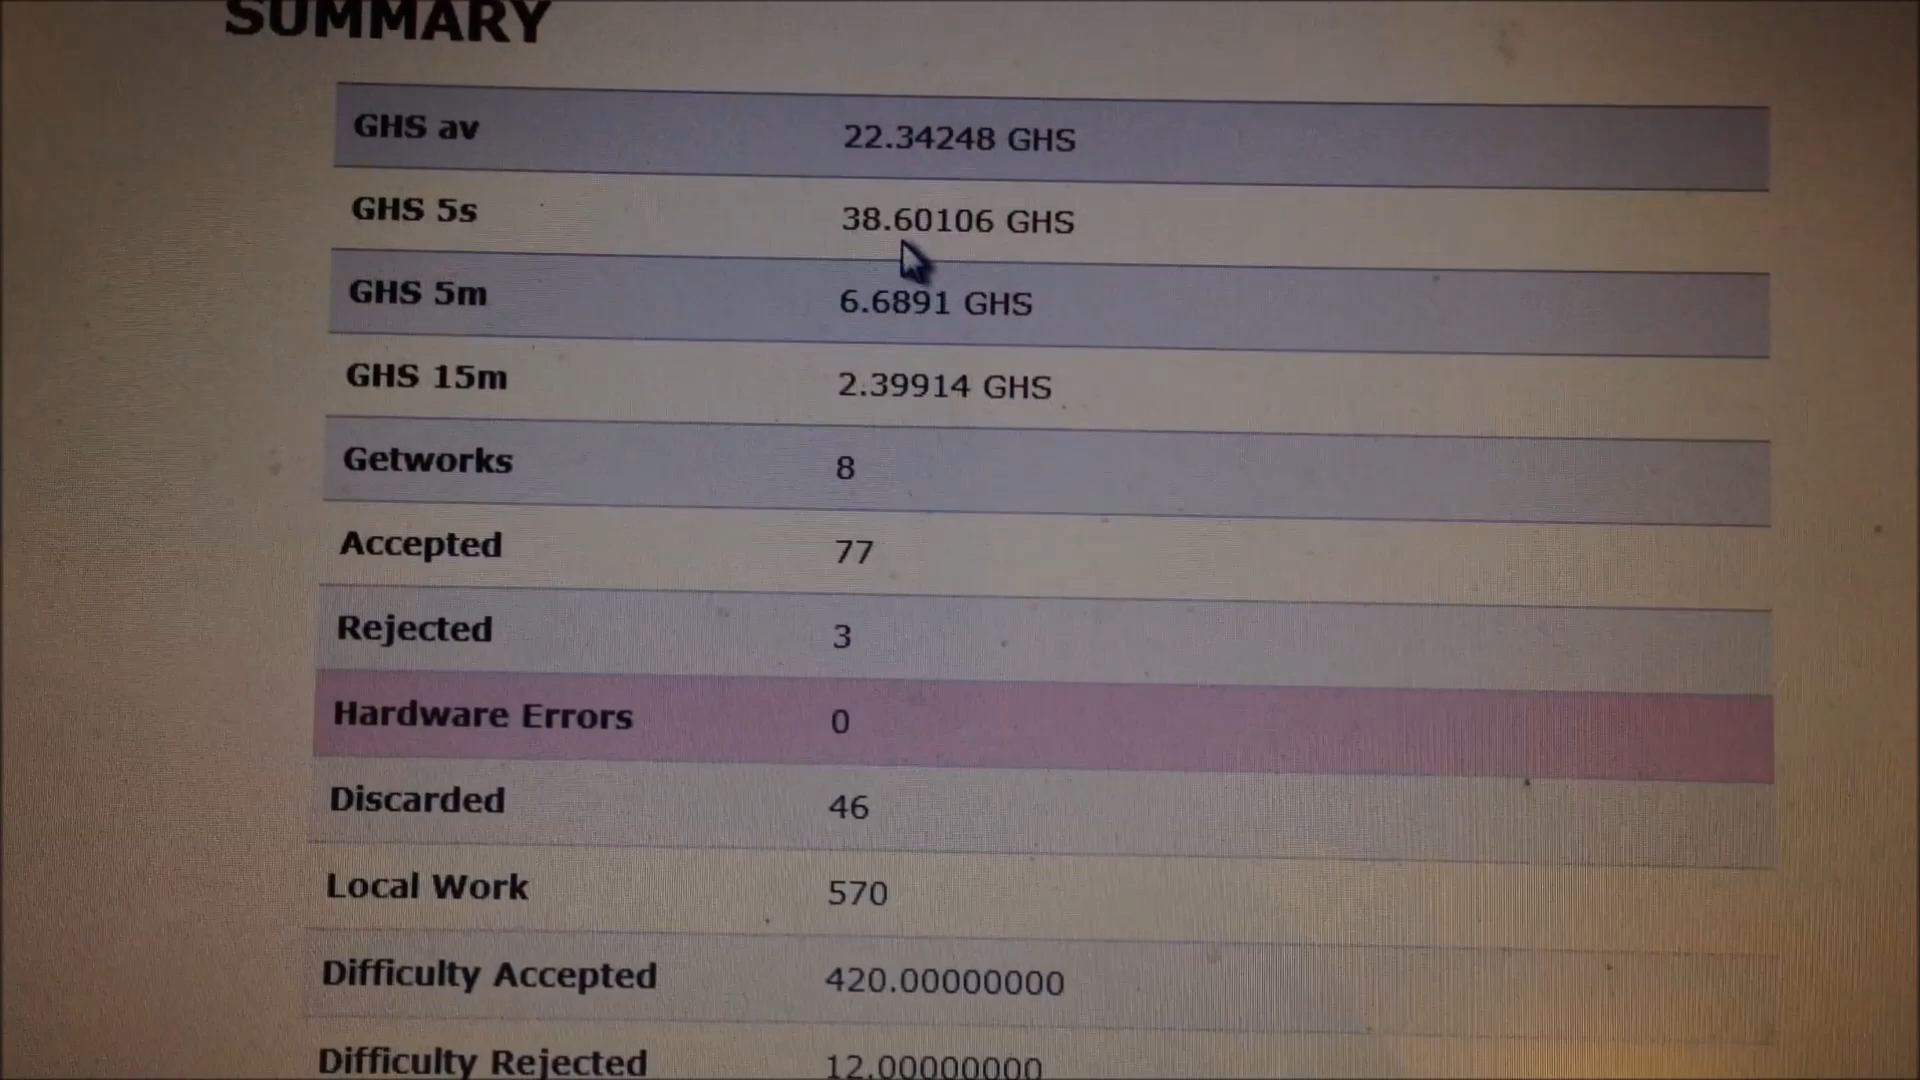 SUMMARY
GHS av 22.34248 GHS
GHS 5s 38.60106 GHS
GHS 5m 6.6891 GHS
GHS 15m 2.39914 GHS
Getworks 8
Accepted 77
Rejected 3
Hardware Errors 0
Discarded 46
Local Work 570
Difficulty Accepted 420.00000000
Difficulty Rejected 12.00000000